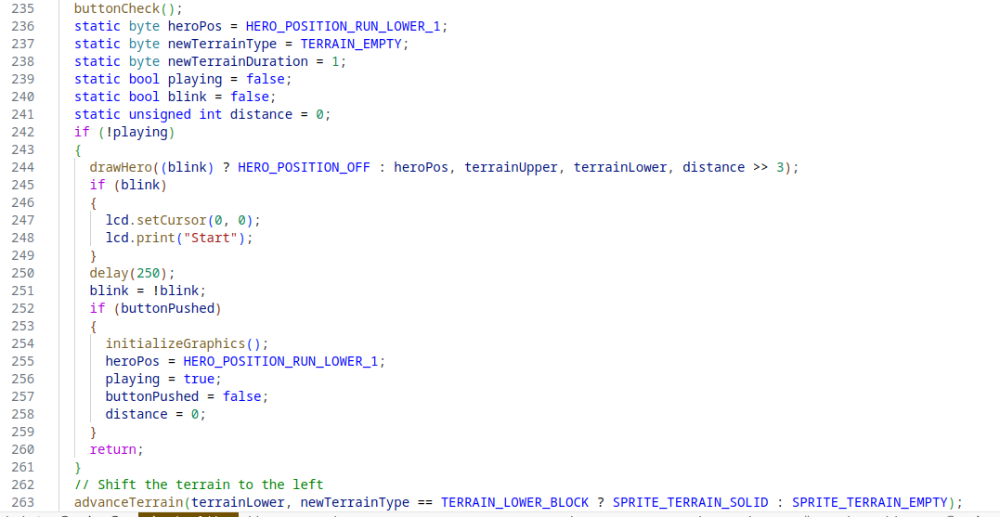 235 buttonCheck();
236 static byte heroPos = HERO_POSITION_RUN_LOWER_1;
237 static byte newTerrainType = TERRAIN_EMPTY;
238 static byte newTerrainDuration = 1;
239 static bool playing = false;
240 static bool blink = false;
241 static unsigned int distance = 0;
242 if (!playing)
243 {
244 drawHero((blink) ? HERO_POSITION_OFF : heroPos, terrainUpper, terrainLower, distance >> 3);
245 if (blink)
246 {
247 lcd.setCursor(0, 0);
248 lcd.print("Start");
249 }
250 delay(250);
251 blink = !blink;
252 if (buttonPushed)
253 {
254 initializeGraphics();
255 heroPos = HERO_POSITION_RUN_LOWER_1;
256 playing = true;
257 buttonPushed = false;
258 distance = 0;
259 }
260 return;
261 }
262 // Shift the terrain to the left
263 advanceTerrain(terrainLower, newTerrainType == TERRAIN_LOWER_BLOCK ? SPRITE_TERRAIN_SOLID : SPRITE_TERRAIN_EMPTY);